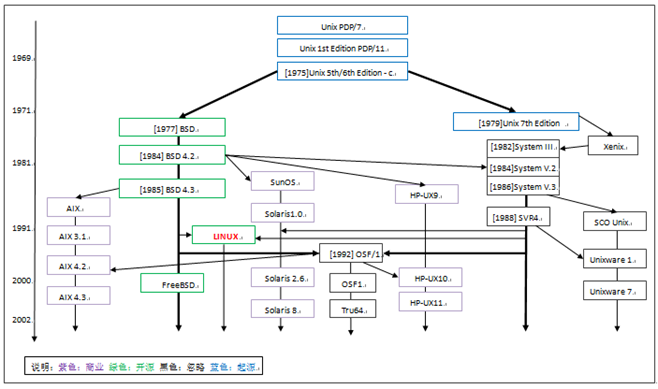 Unix PDP/7.
Unix 1st Edition PDP/11.
1969.
[1975]Unix 5th/6th Edition - c.
1971.
[1977] BSD.
[1979]Unix 7th Edition
[1982]System III.
Xenix.
[1984] BSD 4.2
1981
[1984]System V.2
SunOS
[1985] BSD 4.3
[1986]System V.3
HP-UX9
AIX
Solaris1.0
[1988] SVR4
SCO Unix
1991
AIX 3.1
LINUX
[1992] OSF/1
Unixware 1
AIX 4.2
2000
FreeBSD
Solaris 2.6
OSF1
HP-UX10
Unixware 7
AIX 4.3
HP-UX11
Solaris 8
Tru64
2002
说明：紫色：商业 绿色：开源 黑色：忽略 蓝色：起源